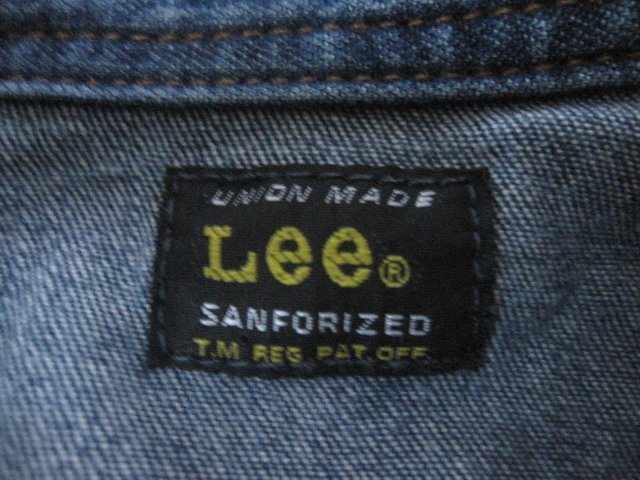 UNION MADE
Lee®
SANFORIZED
T.M REG. PAT. OFF.